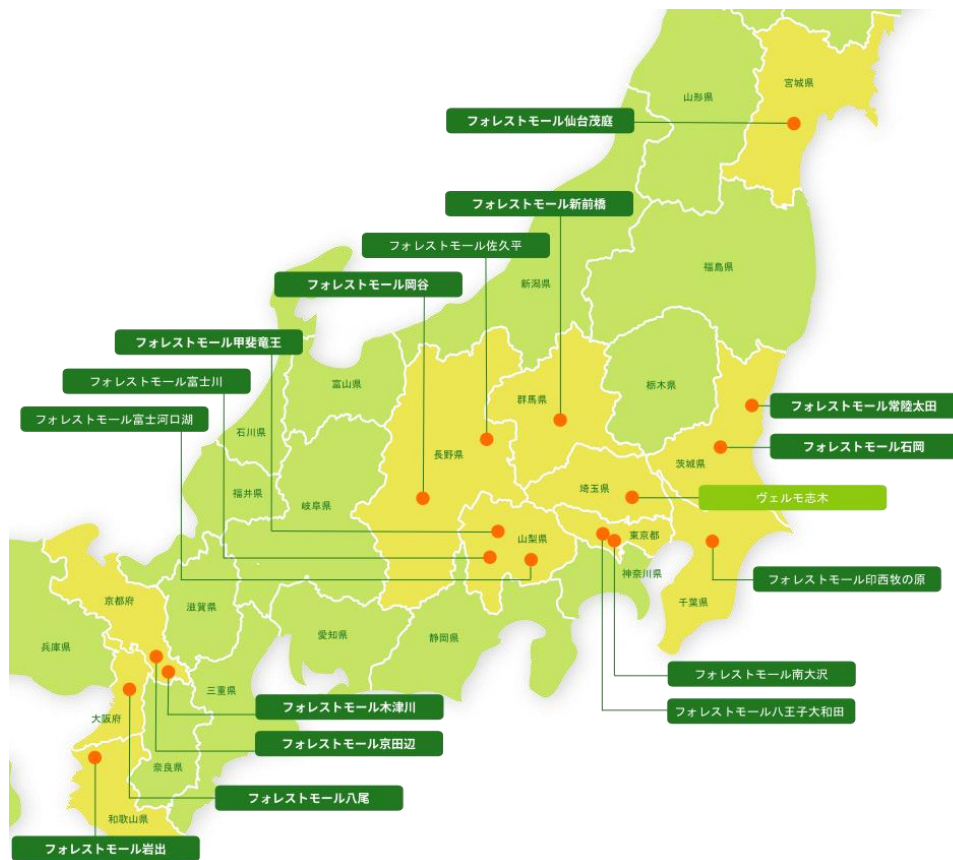 宮城県
山形県
フォレストモール仙台茂庭
フォレストモール新前橋
フォレストモール佐久平
福島県
フォレストモール岡谷
新潟県
フォレストモール甲斐竜王
フォレストモール富士川
富山県
栃木県
群馬県
フォレストモール常陸太田
フォレストモール富士河口湖
石川県
フォレストモール石岡
長野県
茨城県
福井県
埼玉県
ヴェルモ志木
岐阜県
山梨県
東京都
神奈川県
フォレストモール印西牧の原
京都府
滋賀県
千葉県
愛知県
静岡県
兵庫県
フォレストモール南大沢
三重県
フォレストモール木津川
フォレストモール八王子大和田
大阪府
フォレストモール京田辺
奈良県
フォレストモール八尾
和歌山県
フォレストモール岩出